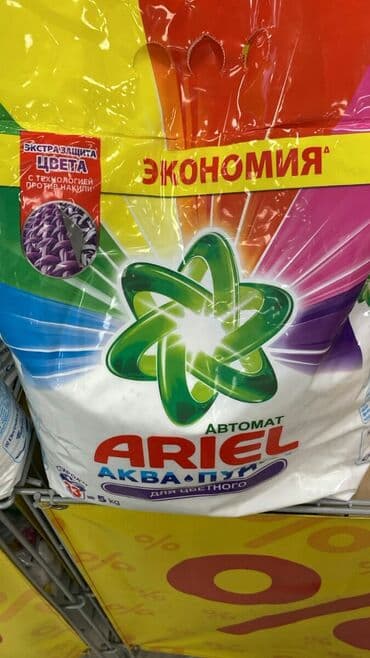 ЭКСТРА ЗАЩИТА
ЦВЕТА
С ТЕХНОЛОГИЕЙ
ПРОТИВ НАКИПИ
ЭКОНОМИЯ
АВТОМАТ
ARIEL
АКВА•ПУДРА
ДЛЯ ЦВЕТНОГО
= 5 kg
%
%
%
%